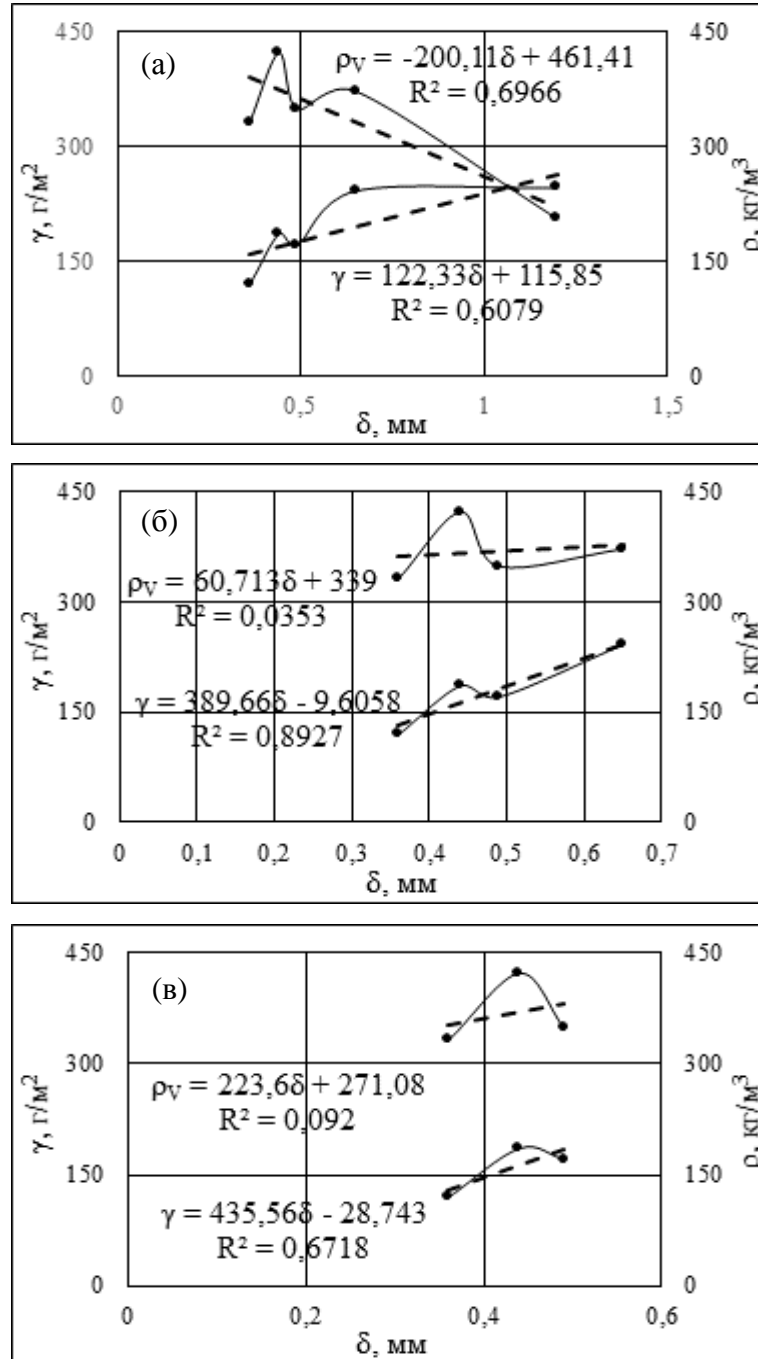 (а)
ρV = -200,11δ + 461,41
R² = 0,6966
γ = 122,33δ + 115,85
R² = 0,6079
γ, г/м²
ρ, кг/м³
450
300
150
0
450
300
150
0
0
0,5
1
1,5
δ, мм
(б)
ρV = 60,713δ + 339
R² = 0,0353
γ = 389,66δ - 9,6058
R² = 0,8927
γ, г/м²
ρ, кг/м³
450
300
150
0
450
300
150
0
0
0,1
0,2
0,3
0,4
0,5
0,6
0,7
δ, мм
(в)
ρV = 223,6δ + 271,08
R² = 0,092
γ = 435,56δ - 28,743
R² = 0,6718
γ, г/м²
ρ, кг/м³
450
300
150
0
450
300
150
0
0
0,2
0,4
0,6
δ, мм